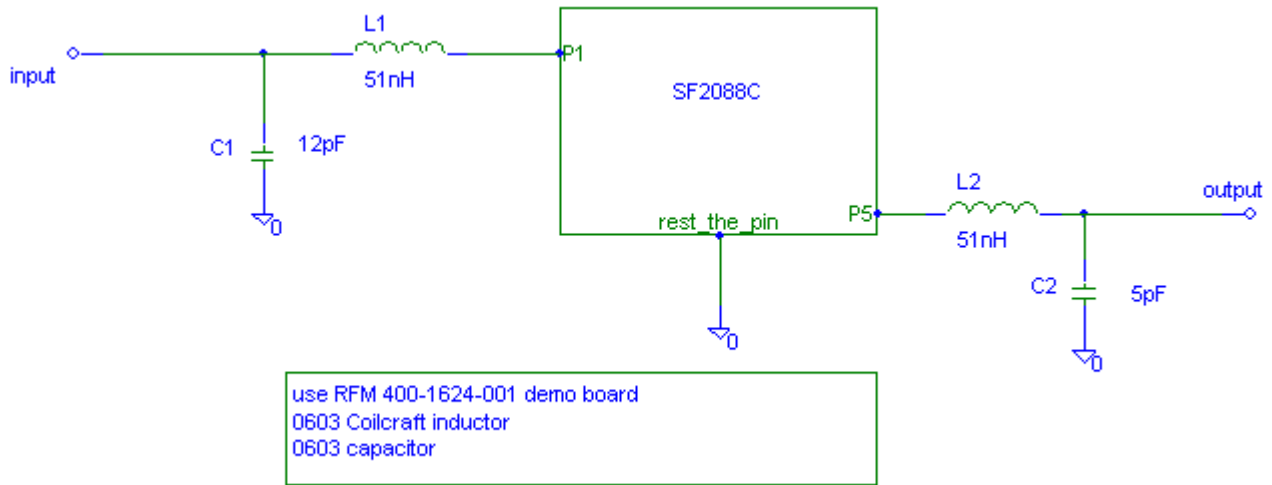 L1
input
51nH
P1
SF2088C
C1
12pF
0
L2
output
P5
rest_the_pin
51nH
C2
5pF
0
0
use RFM 400-1624-001 demo board
0603 Coilcraft inductor
0603 capacitor